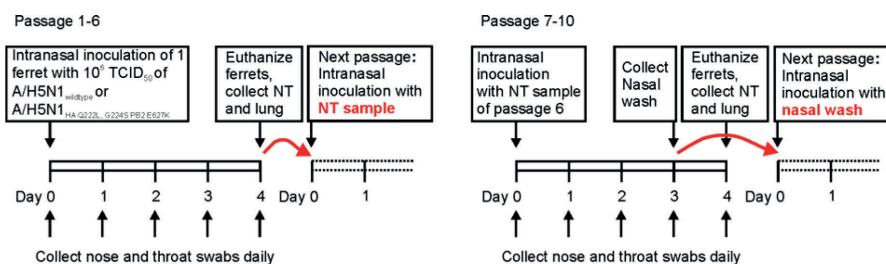 Passage 1-6
Intranasal inoculation of 1
ferret with 10⁶ TCID₅₀ of
A/H5N1wildtype or
A/H5N1HA Q222L, G224S PB2 E627K
Euthanize
ferrets,
collect NT
and lung
Next passage:
Intranasal
inoculation with
NT sample
Day 0 1 2 3 4
Day 0 1
Collect nose and throat swabs daily
Passage 7-10
Intranasal
inoculation
with NT sample
of passage 6
Collect
Nasal
wash
Euthanize
ferrets,
collect NT
and lung
Next passage:
Intranasal
inoculation with
nasal wash
Day 0 1 2 3 4
Day 0 1
Collect nose and throat swabs daily